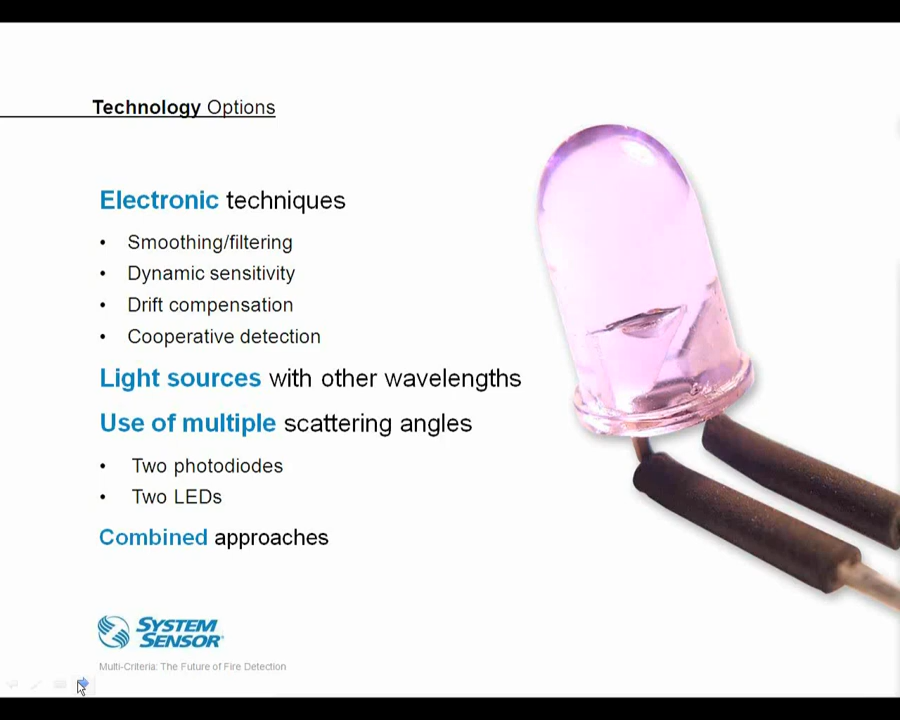 Technology Options
Electronic techniques
• Smoothing/filtering
• Dynamic sensitivity
• Drift compensation
• Cooperative detection
Light sources with other wavelengths
Use of multiple scattering angles
• Two photodiodes
• Two LEDs
Combined approaches
SYSTEM
SENSOR
Multi-Criteria: The Future of Fire Detection